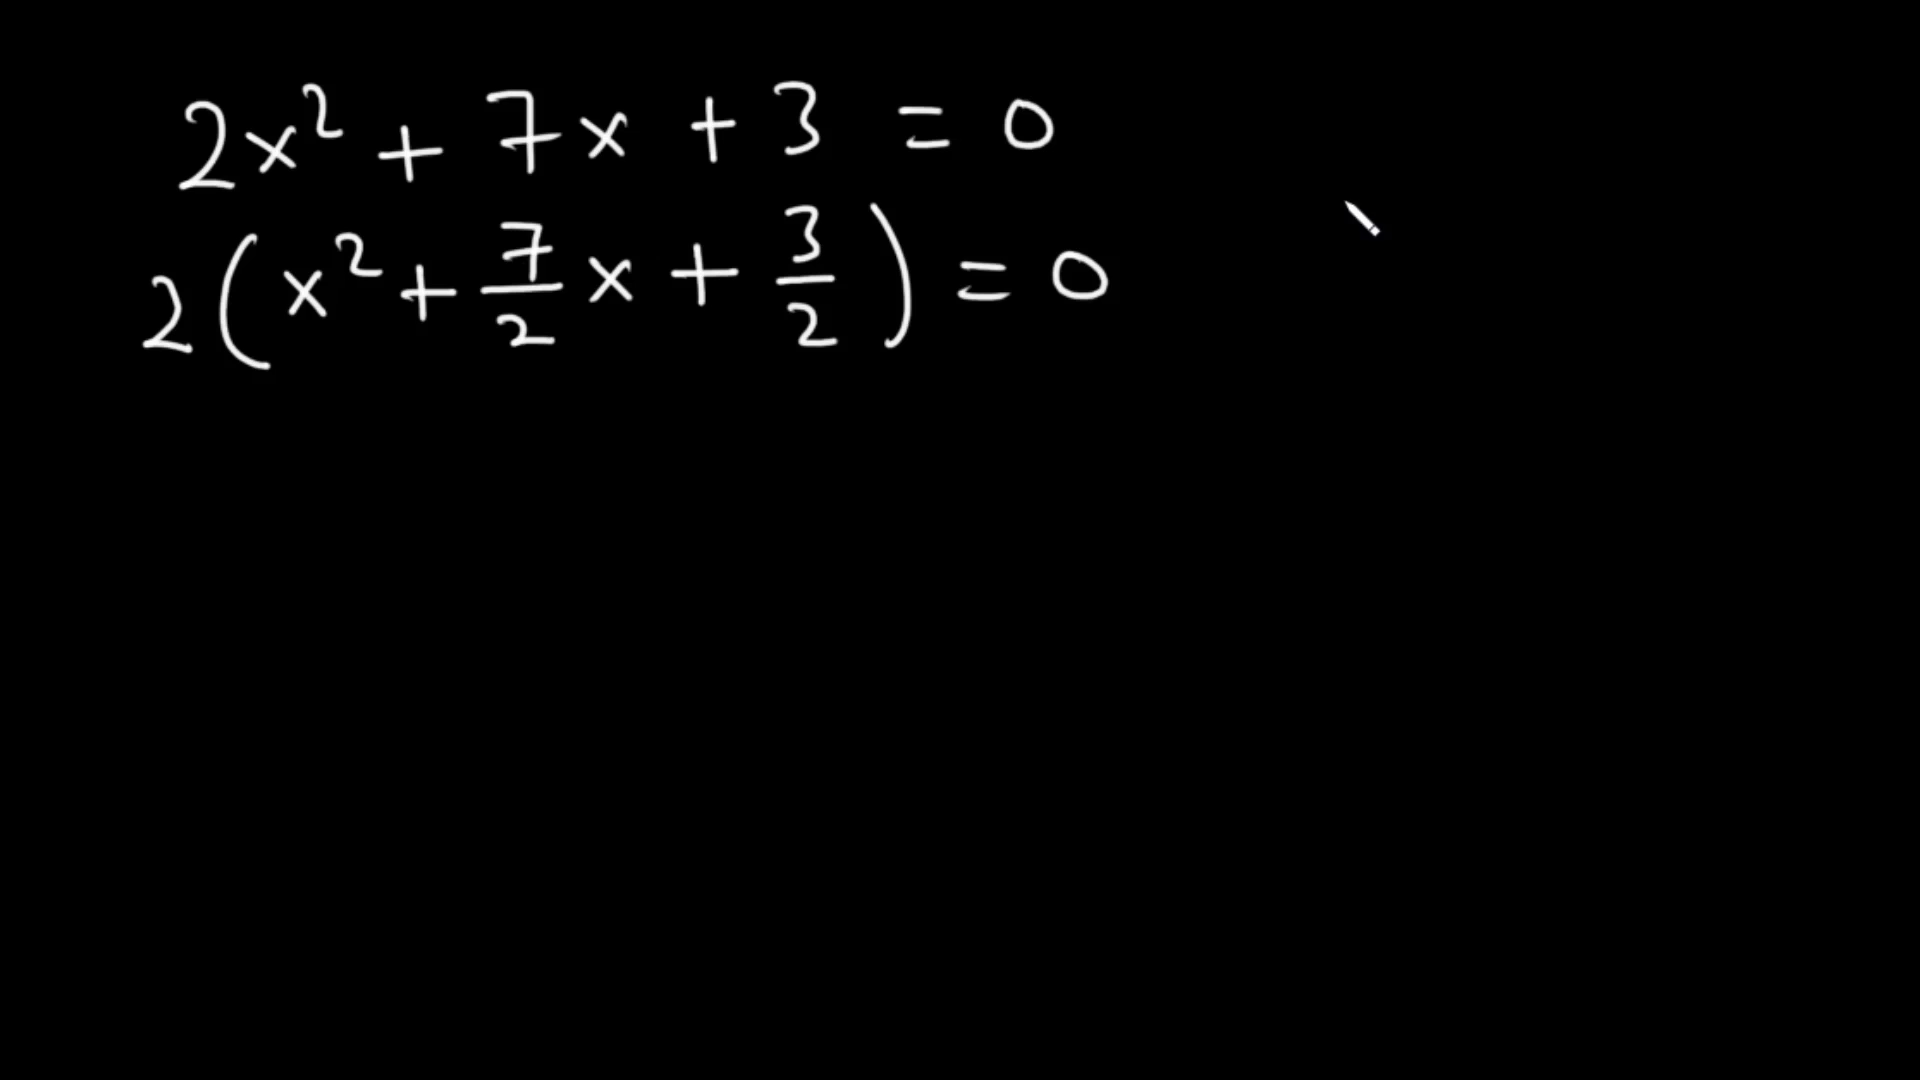 2x² + 7x + 3 = 0
2(x² + 7/2 x + 3/2) = 0